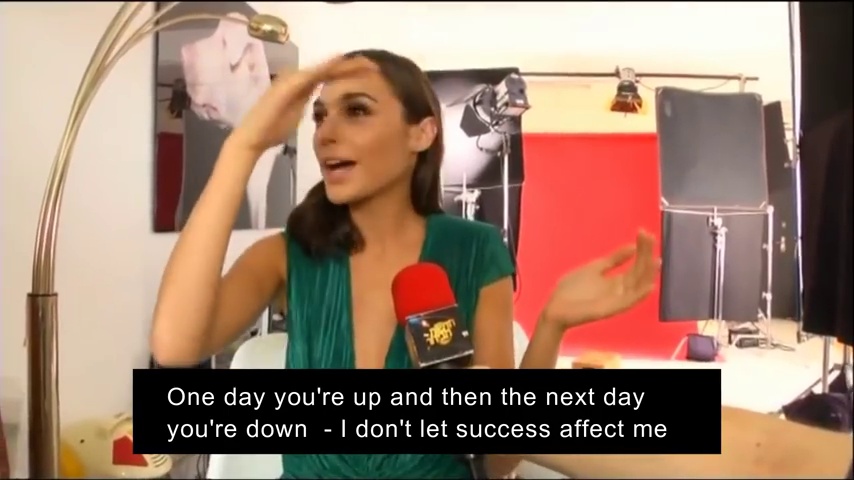 One day you're up and then the next day
you're down  - I don't let success affect me